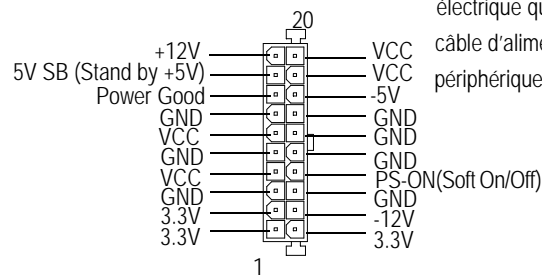 20
électrique qu
câble d'alime
périphérique
+12V
5V SB (Stand by +5V)
Power Good
GND
VCC
GND
VCC
GND
3.3V
3.3V
VCC
VCC
-5V
GND
GND
GND
PS-ON(Soft On/Off)
GND
-12V
3.3V
1